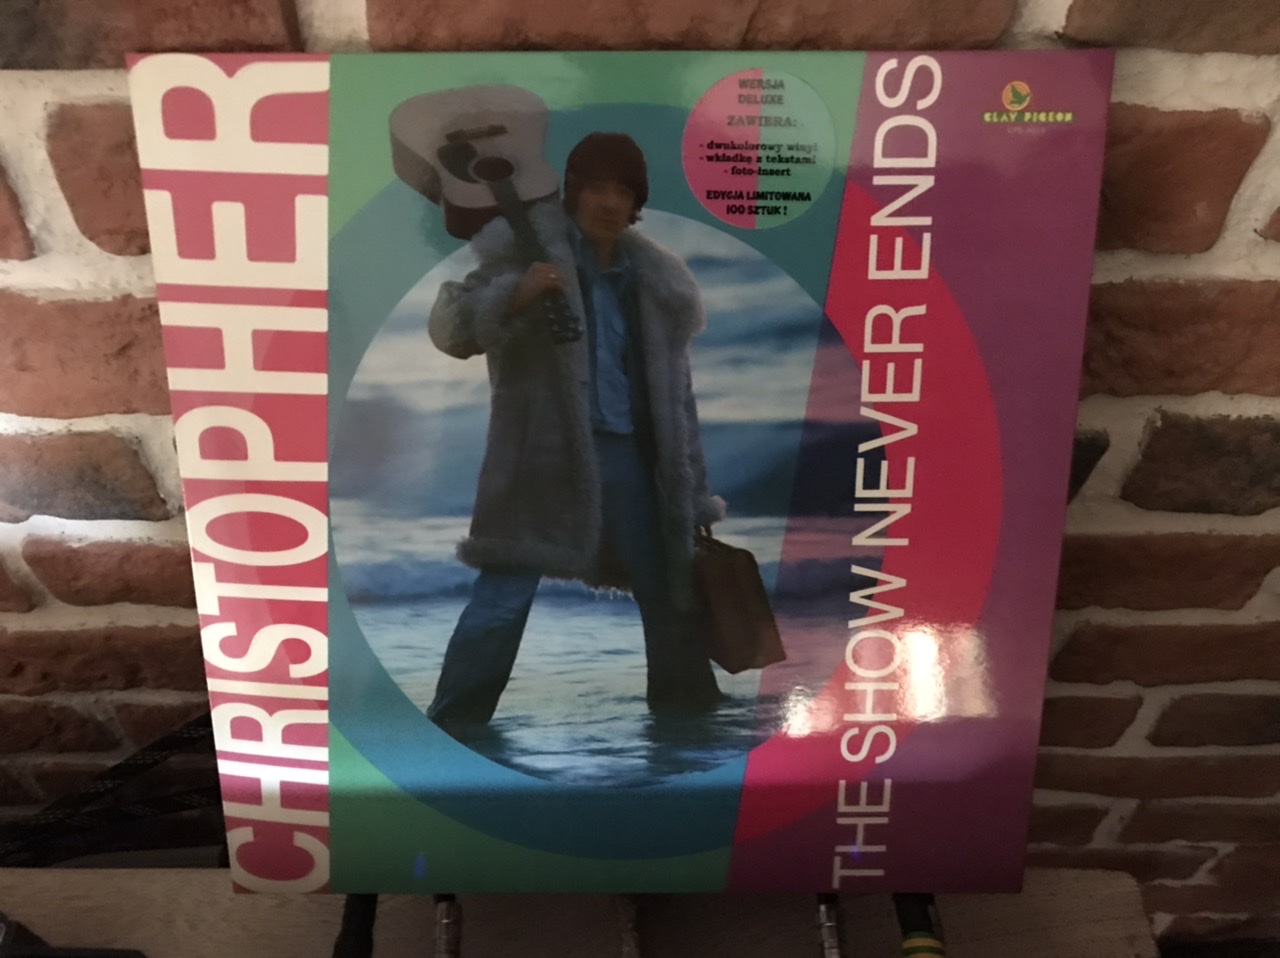 CHRISTOPHER
WERSJA
DELUXE
ZAWIERA:
- dwukolorowy winyl
- wkładkę z tekstami
- foto-insert
EDYCJA LIMITOWANA
100 SZTUK!
THE SHOW NEVER ENDS
CLAY PIGEON